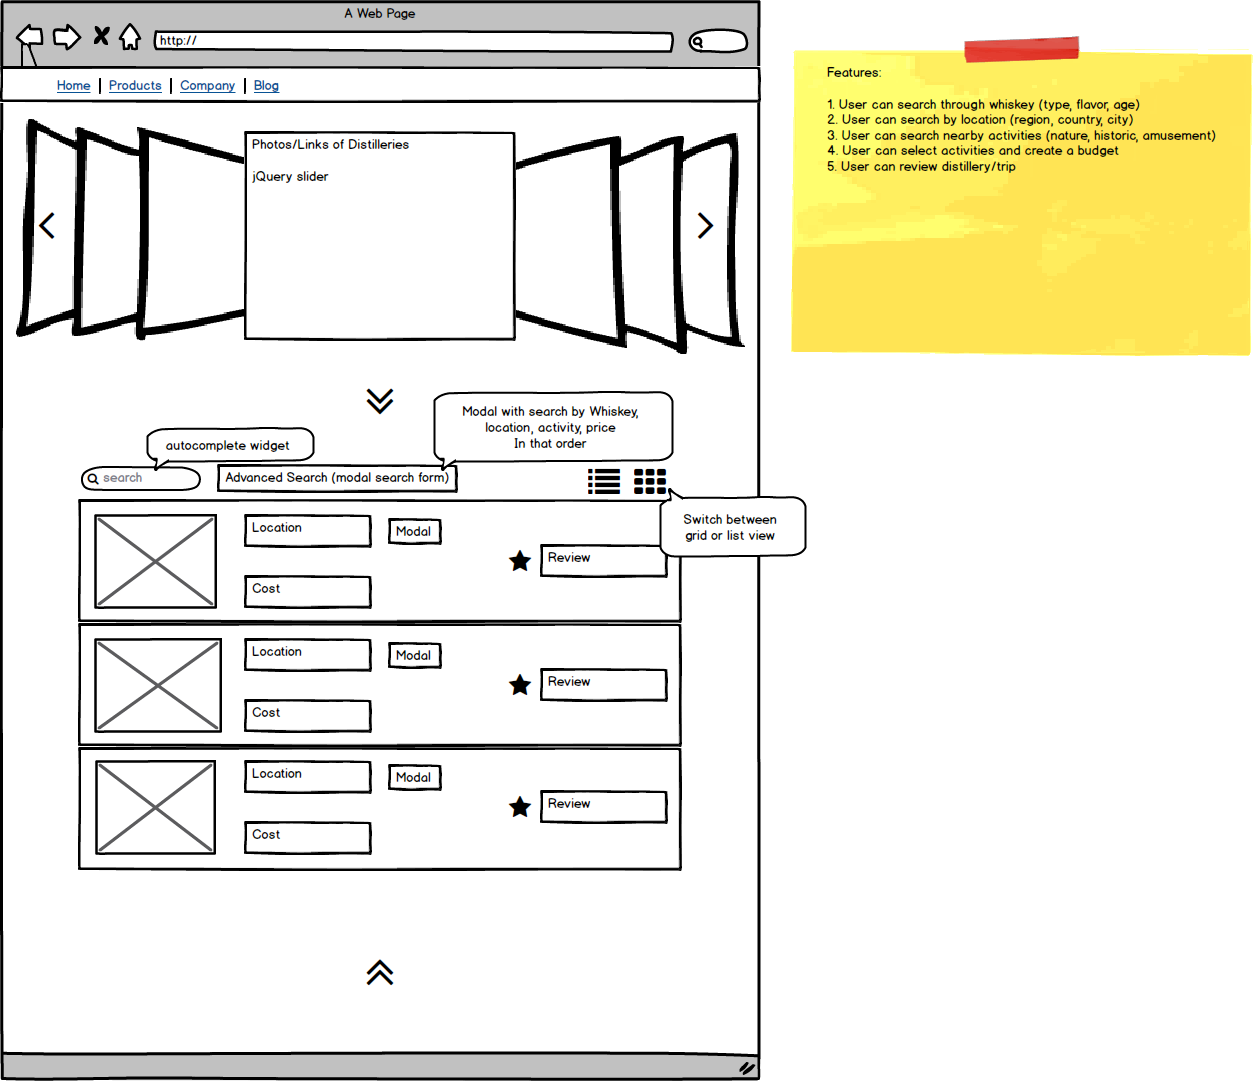 A Web Page
http://
Home
Products
Company
Blog
Photos/Links of Distilleries
jQuery slider
Features:
1. User can search through whiskey (type, flavor, age)
2. User can search by location (region, country, city)
3. User can search nearby activities (nature, historic, amusement)
4. User can select activities and create a budget
5. User can review distillery/trip
Modal with search by Whiskey,
location, activity, price
In that order
autocomplete widget
search
Advanced Search (modal search form)
Switch between
grid or list view
Location
Modal
Review
Cost
Location
Modal
Review
Cost
Location
Modal
Review
Cost